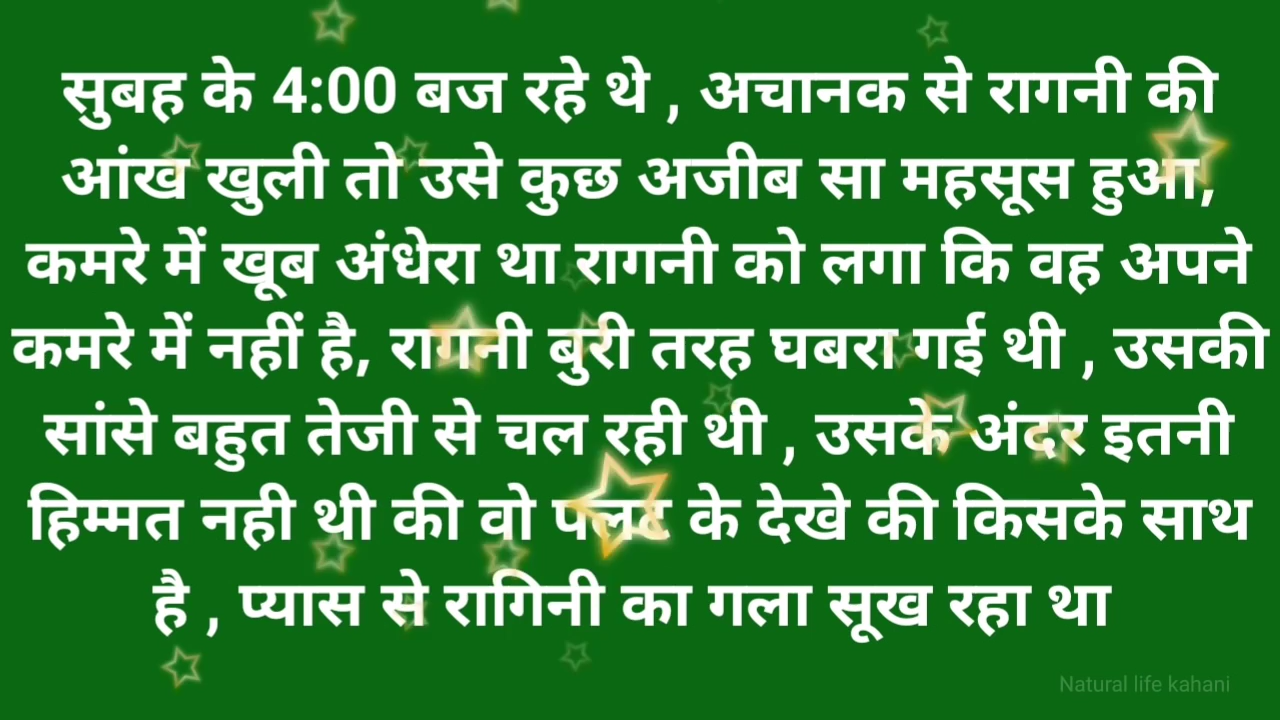 सुबह के 4:00 बज रहे थे , अचानक से रागनी की
आंख खुली तो उसे कुछ अजीब सा महसूस हुआ,
कमरे में खूब अंधेरा था रागनी को लगा कि वह अपने
कमरे में नहीं है, रागनी बुरी तरह घबरा गई थी , उसकी
सांसे बहुत तेजी से चल रही थी , उसके अंदर इतनी
हिम्मत नही थी की वो पलट के देखे की किसके साथ
है , प्यास से रागिनी का गला सूख रहा था
Natural life kahani